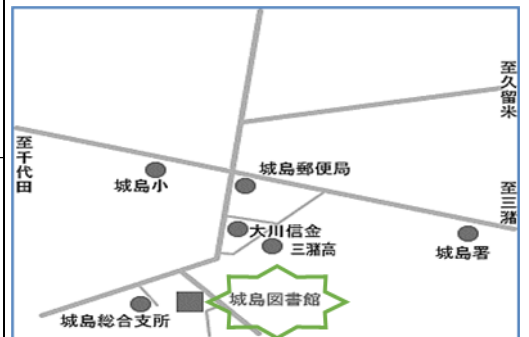 至久留米
至千代田
城島小
城島郵便局
至三潴
大川信金
三潴高
城島署
城島図書館
城島総合支所